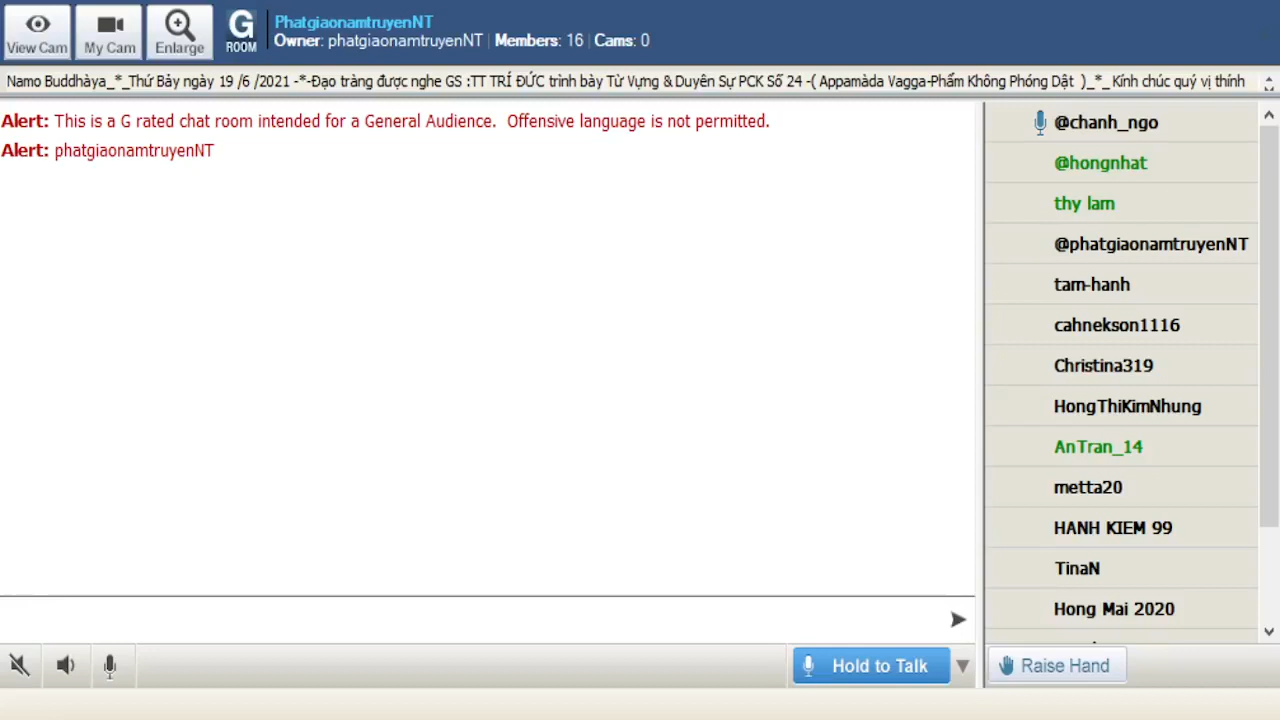 View Cam
My Cam
Enlarge
G
ROOM
PhatgiaonamtruyenNT
Owner: phatgiaonamtruyenNT | Members: 16 | Cams: 0
Namo Buddhàya_*_Thứ Bảy ngày 19 /6 /2021 -*-Đạo tràng được nghe GS :TT TRÍ ĐỨC trình bày Từ Vựng & Duyên Sự PCK Số 24 -( Appamàda Vagga-Phẩm Không Phóng Dật )_*_ Kính chúc quý vị thính
Alert: This is a G rated chat room intended for a General Audience. Offensive language is not permitted.
Alert: phatgiaonamtruyenNT
@chanh_ngo
@hongnhat
thy lam
@phatgiaonamtruyenNT
tam-hanh
cahnekson1116
Christina319
HongThiKimNhung
AnTran_14
metta20
HANH KIEM 99
TinaN
Hong Mai 2020
Hold to Talk
Raise Hand